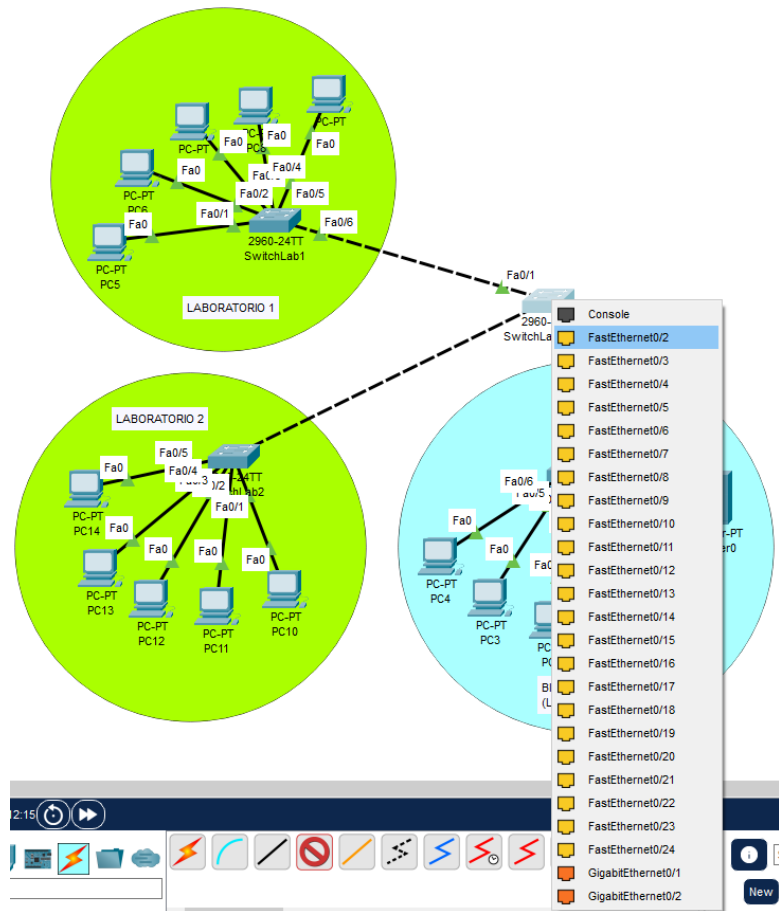 PC-PT
PC-PT
Fa0
Fa0
Fa0
Fa0
PC-PT
PC6
Fa0/2
Fa0/4
Fa0/5
Fa0
Fa0/1
Fa0/6
PC-PT
PC5
2960-24TT
SwitchLab1
LABORATORIO 1
Fa0/1
LABORATORIO 2
Fa0/5
Fa0/4
Fa0/1
Fa0
PC-PT
PC14
Fa0
PC-PT
PC13
Fa0
PC-PT
PC12
Fa0
PC-PT
PC11
Fa0
PC-PT
PC10
Fa0/6
Fa0
PC-PT
PC4
Fa0
PC-PT
PC3
Console
FastEthernet0/2
FastEthernet0/3
FastEthernet0/4
FastEthernet0/5
FastEthernet0/6
FastEthernet0/7
FastEthernet0/8
FastEthernet0/9
FastEthernet0/10
FastEthernet0/11
FastEthernet0/12
FastEthernet0/13
FastEthernet0/14
FastEthernet0/15
FastEthernet0/16
FastEthernet0/17
FastEthernet0/18
FastEthernet0/19
FastEthernet0/20
FastEthernet0/21
FastEthernet0/22
FastEthernet0/23
FastEthernet0/24
GigabitEthernet0/1
GigabitEthernet0/2
2:15
New